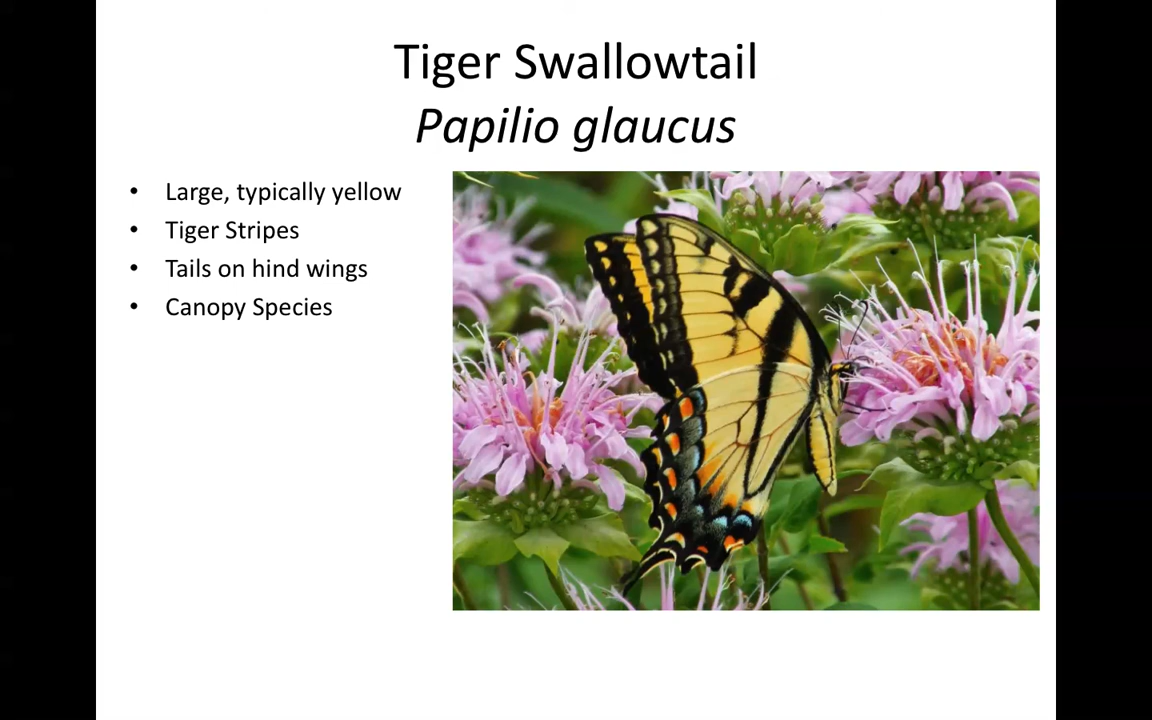 Tiger Swallowtail
Papilio glaucus
• Large, typically yellow
• Tiger Stripes
• Tails on hind wings
• Canopy Species